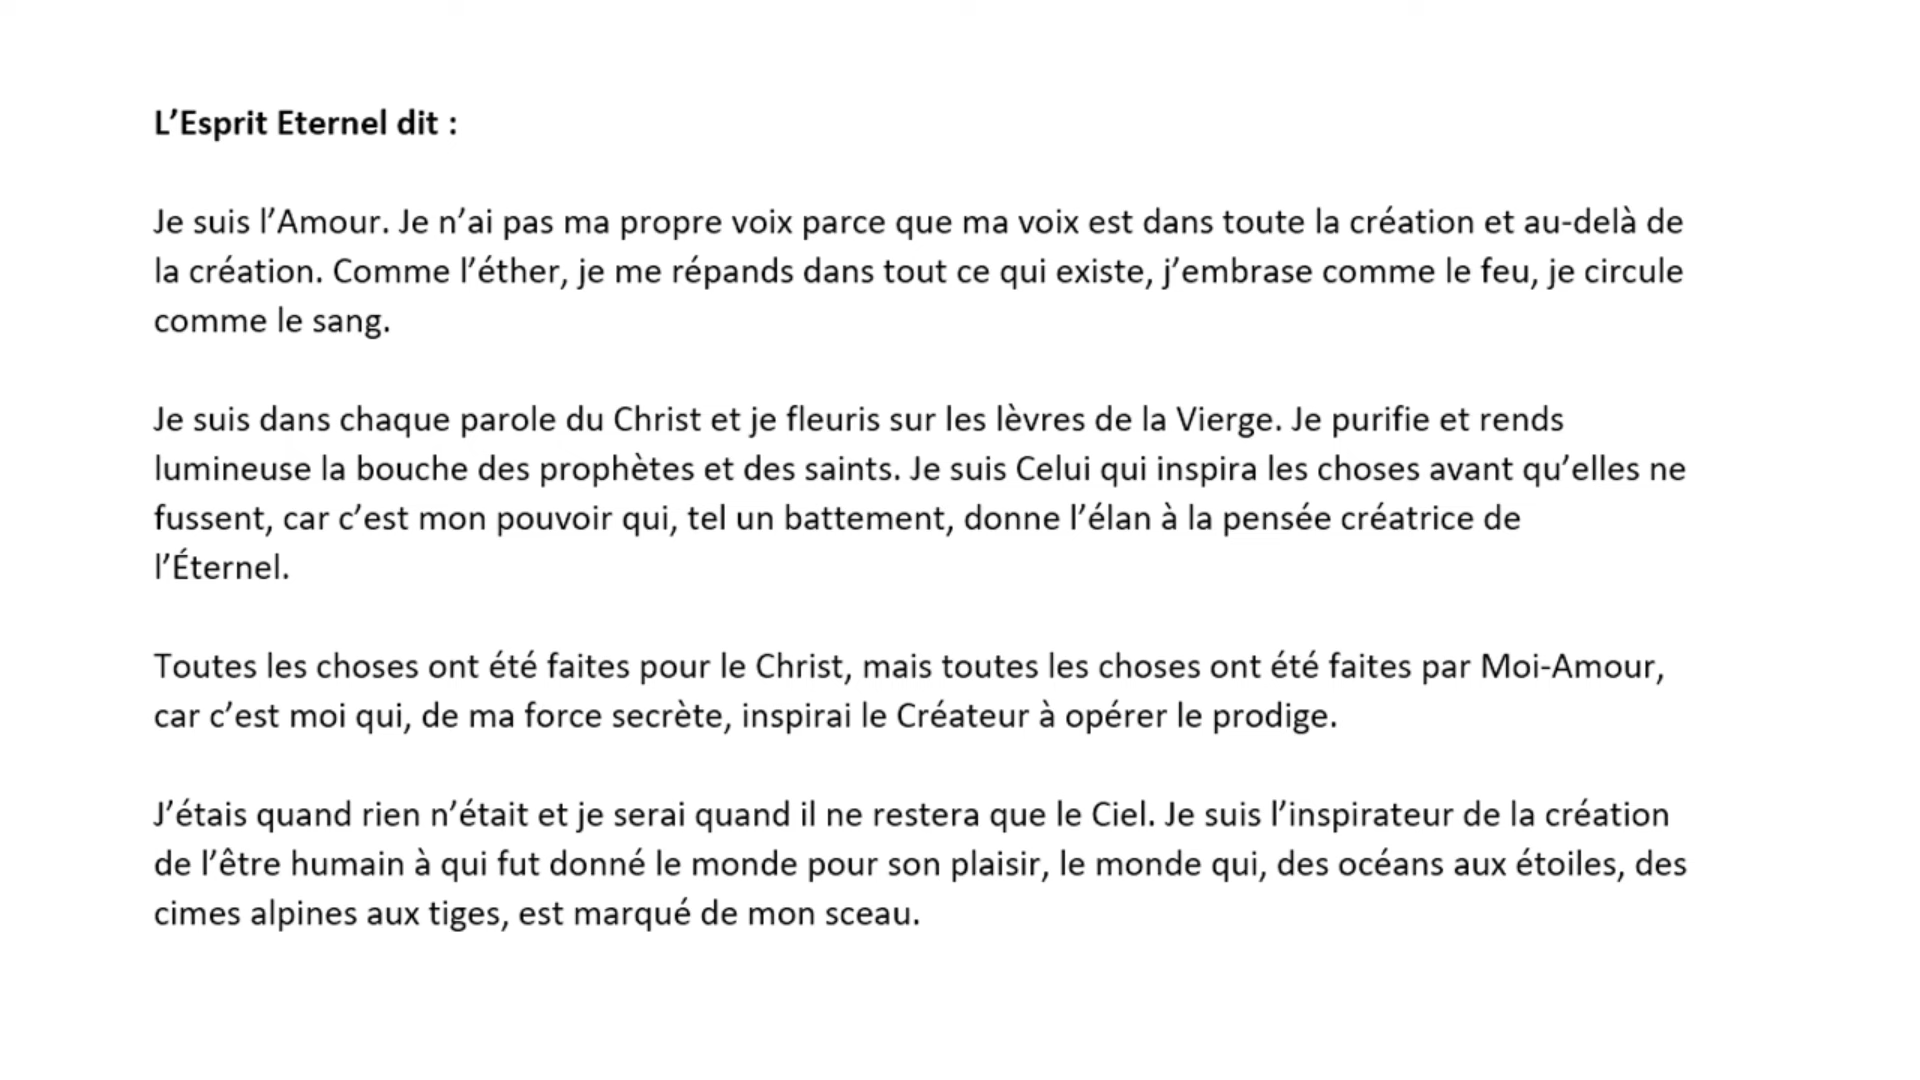 L’Esprit Eternel dit :
Je suis l’Amour. Je n’ai pas ma propre voix parce que ma voix est dans toute la création et au-delà de
la création. Comme l’éther, je me répands dans tout ce qui existe, j’embrase comme le feu, je circule
comme le sang.
Je suis dans chaque parole du Christ et je fleuris sur les lèvres de la Vierge. Je purifie et rends
lumineuse la bouche des prophètes et des saints. Je suis Celui qui inspira les choses avant qu’elles ne
fussent, car c’est mon pouvoir qui, tel un battement, donne l’élan à la pensée créatrice de
l’Éternel.
Toutes les choses ont été faites pour le Christ, mais toutes les choses ont été faites par Moi-Amour,
car c’est moi qui, de ma force secrète, inspirai le Créateur à opérer le prodige.
J’étais quand rien n’était et je serai quand il ne restera que le Ciel. Je suis l’inspirateur de la création
de l’être humain à qui fut donné le monde pour son plaisir, le monde qui, des océans aux étoiles, des
cimes alpines aux tiges, est marqué de mon sceau.